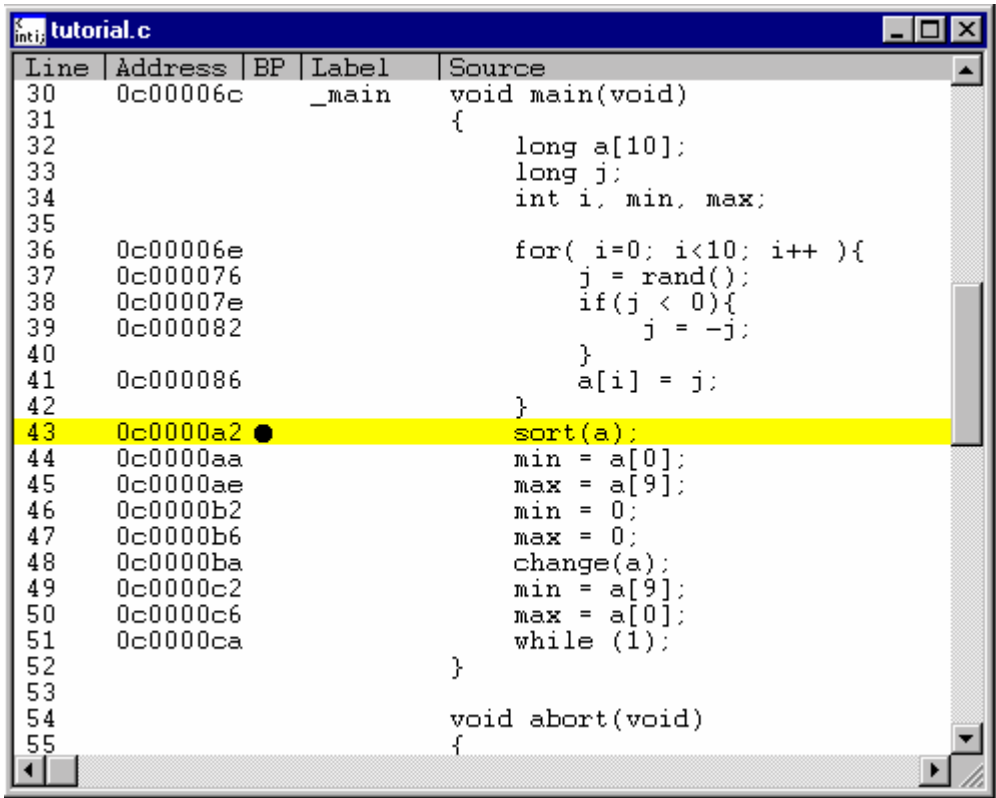 tutorial.c
Line Address BP Label Source
30 0c00006c _main void main(void)
31 {
32 long a[10];
33 long j;
34 int i, min, max;
35
36 0c00006e for( i=0; i<10; i++ ){
37 0c000076 j = rand();
38 0c00007e if(j < 0){
39 0c000082 j = -j;
40 }
41 0c000086 a[i] = j;
42 }
43 0c0000a2 sort(a);
44 0c0000aa min = a[0];
45 0c0000ae max = a[9];
46 0c0000b2 min = 0;
47 0c0000b6 max = 0;
48 0c0000ba change(a);
49 0c0000c2 min = a[9];
50 0c0000c6 max = a[0];
51 0c0000ca while (1);
52 }
53
54 void abort(void)
55 {